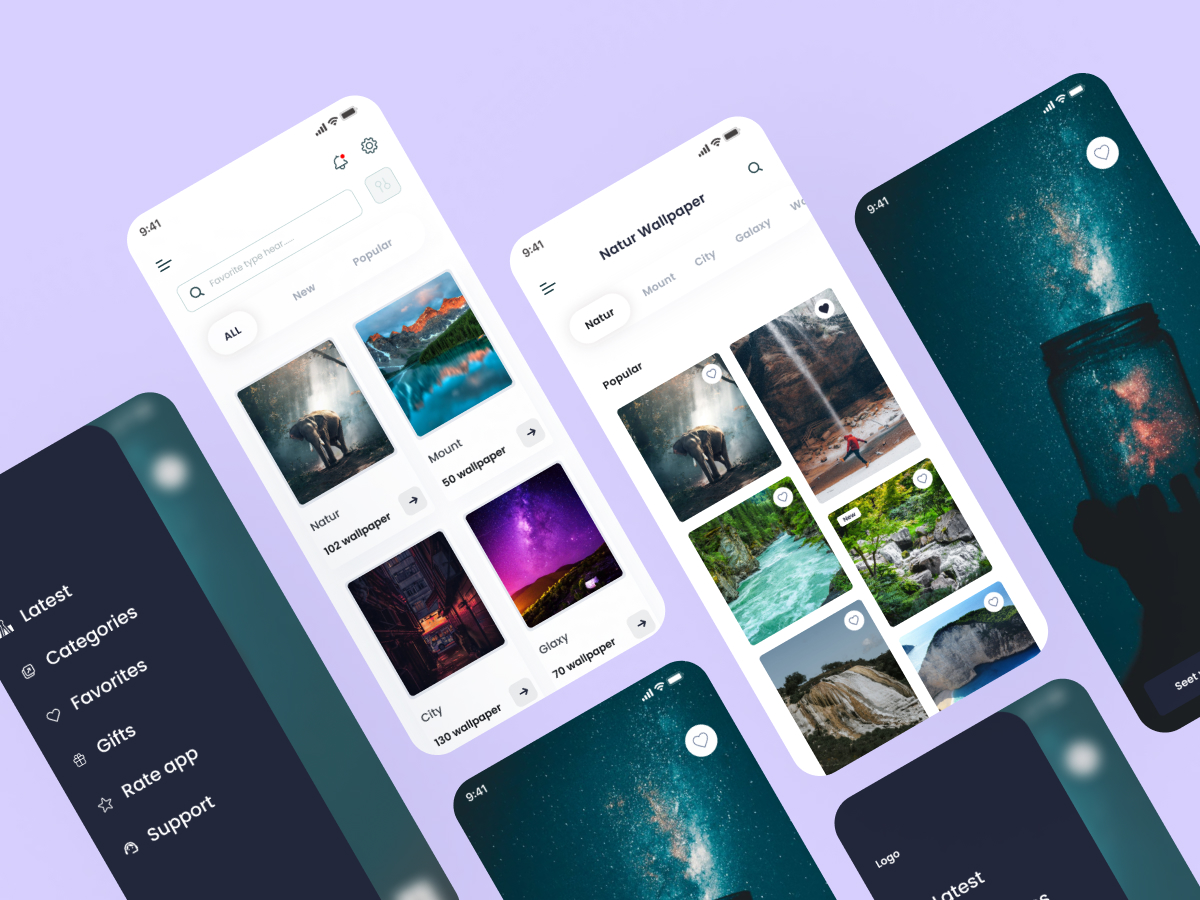 9:41
Favorite type hear.....
ALL
New
Popular
Natur
102 wallpaper
Mount
50 wallpaper
City
130 wallpaper
Glaxy
70 wallpaper
9:41
Natur Wallpaper
Natur
Mount
City
Galaxy
Popular
New
9:41
Latest
Categories
Favorites
Gifts
Rate app
Support
9:41
Logo
Latest